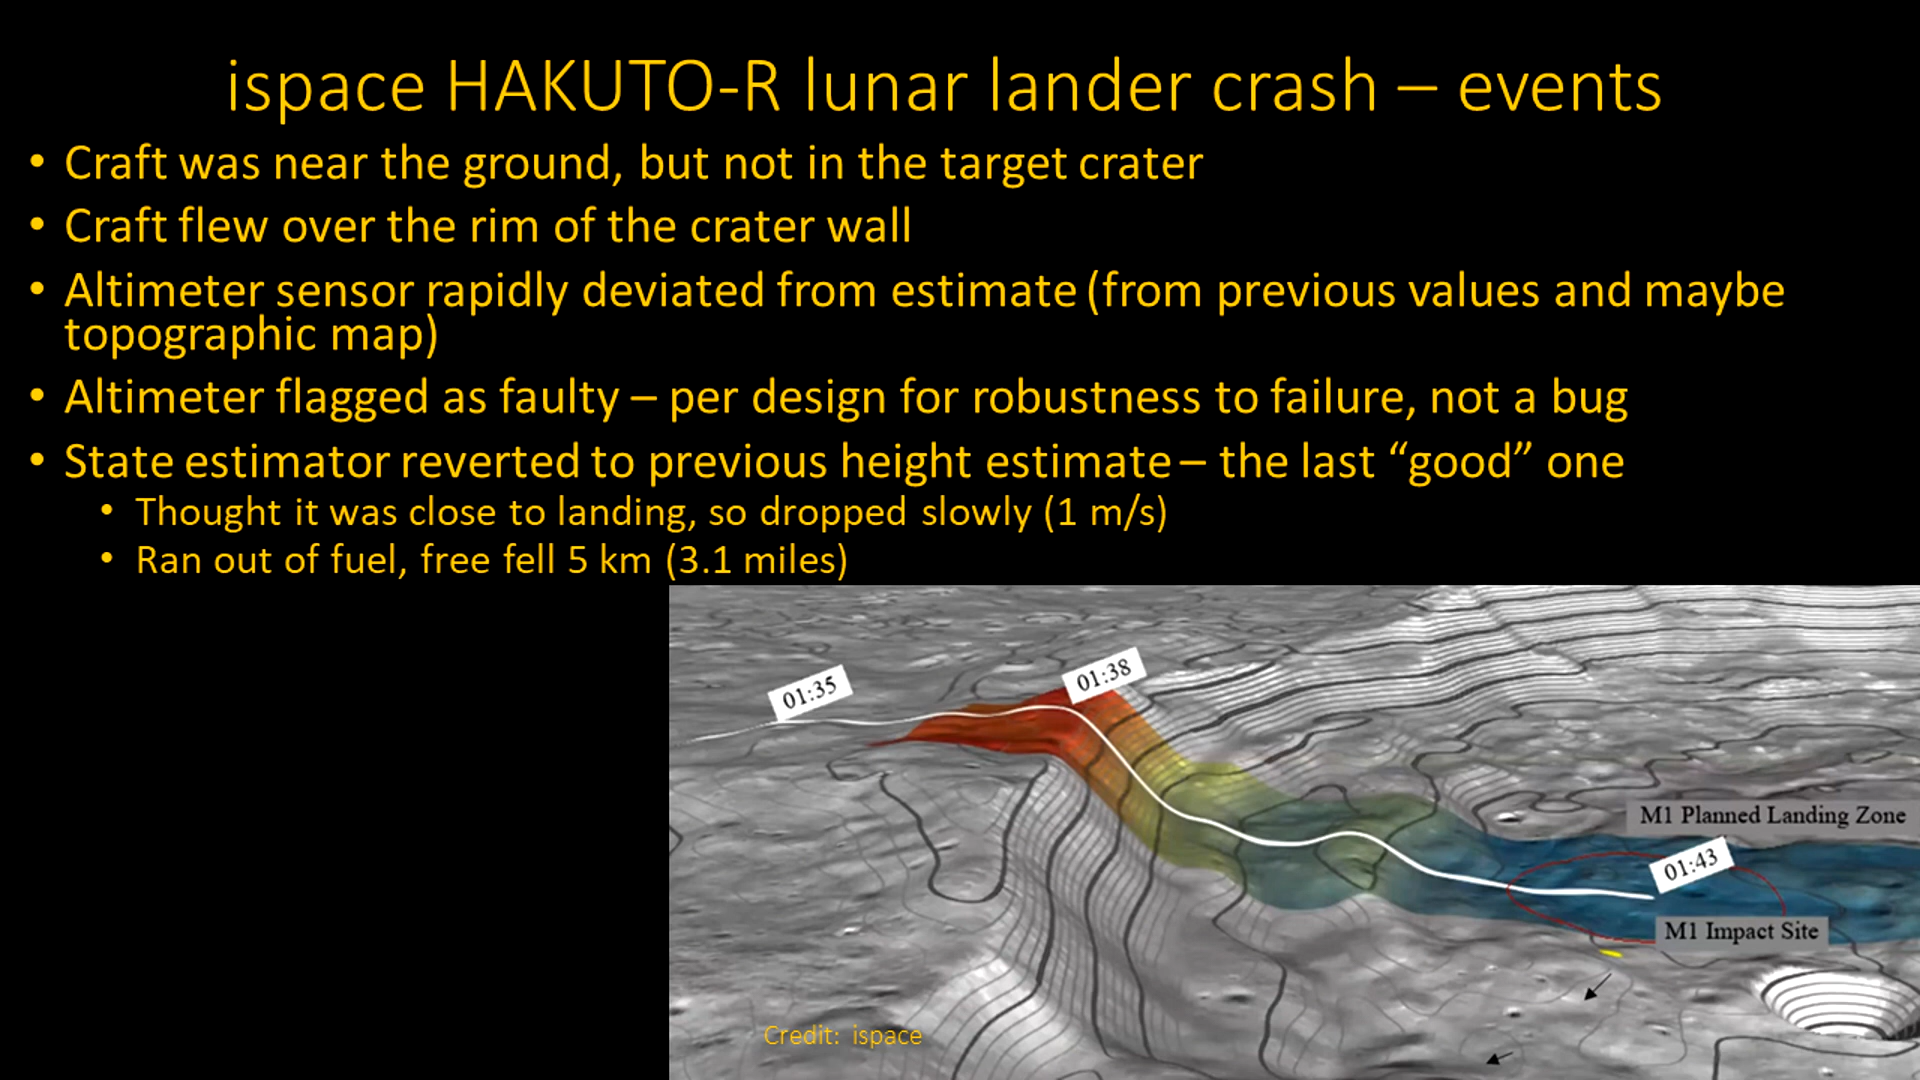 ispace HAKUTO-R lunar lander crash – events
• Craft was near the ground, but not in the target crater
• Craft flew over the rim of the crater wall
• Altimeter sensor rapidly deviated from estimate (from previous values and maybe
topographic map)
• Altimeter flagged as faulty – per design for robustness to failure, not a bug
• State estimator reverted to previous height estimate – the last “good” one
• Thought it was close to landing, so dropped slowly (1 m/s)
• Ran out of fuel, free fell 5 km (3.1 miles)
01:35
01:38
M1 Planned Landing Zone
01:43
M1 Impact Site
Credit: ispace